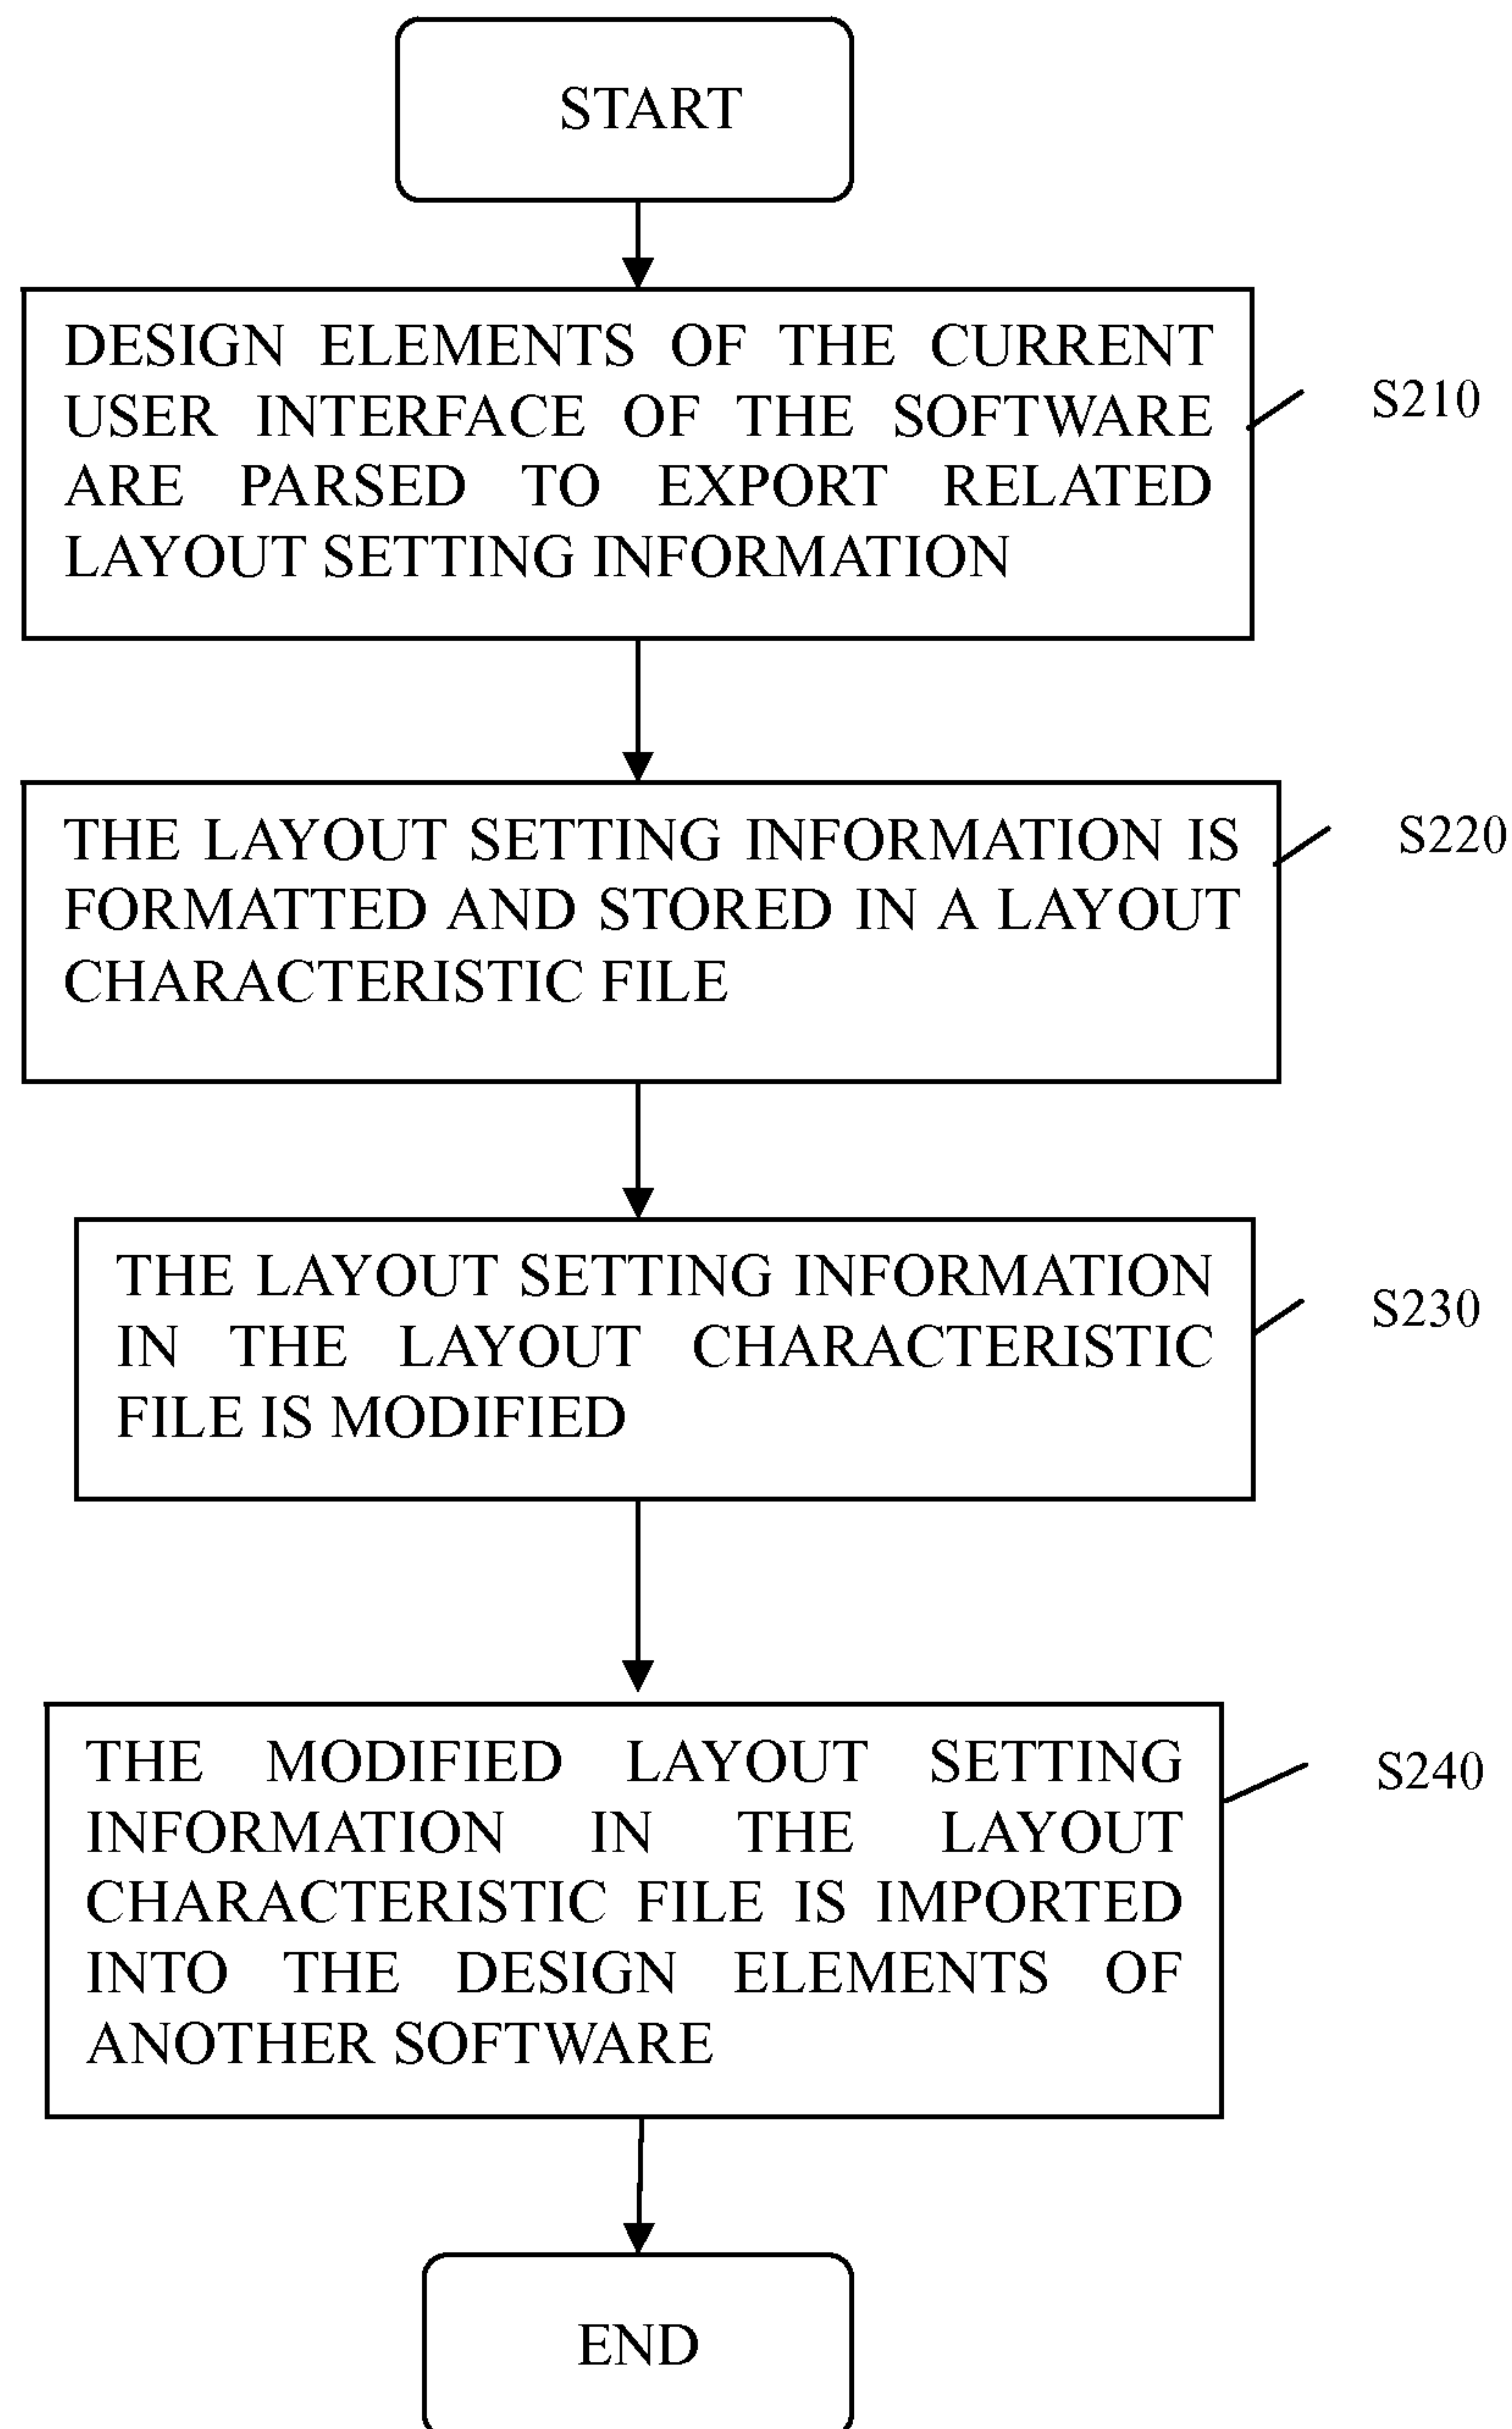 START
DESIGN ELEMENTS OF THE CURRENT
USER INTERFACE OF THE SOFTWARE
ARE PARSED TO EXPORT RELATED
LAYOUT SETTING INFORMATION
S210
THE LAYOUT SETTING INFORMATION IS
FORMATTED AND STORED IN A LAYOUT
CHARACTERISTIC FILE
S220
THE LAYOUT SETTING INFORMATION
IN THE LAYOUT CHARACTERISTIC
FILE IS MODIFIED
S230
THE MODIFIED LAYOUT SETTING
INFORMATION IN THE LAYOUT
CHARACTERISTIC FILE IS IMPORTED
INTO THE DESIGN ELEMENTS OF
ANOTHER SOFTWARE
S240
END